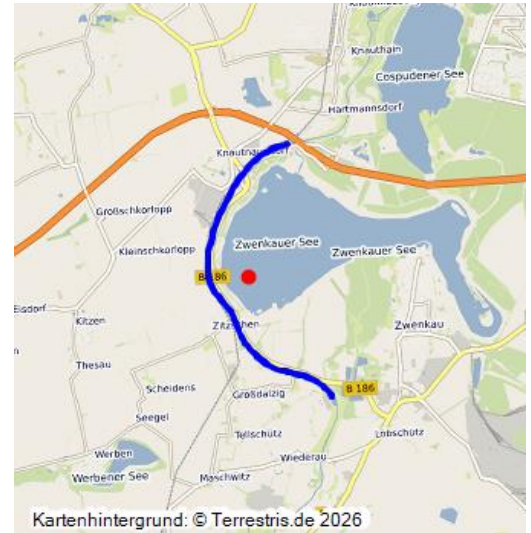 Knauthain
Cospudener See
Hartmannsdorf
Knautnaundorf
Großschkorlopp
Zwenkauer See
Kleinschkorlopp
Zwenkauer See
B 186
Eisdorf
Kitzen
Zitzschen
Zwenkau
Thesau
Scheidens
Großdalzig
B 186
Seegel
Tellschütz
Löbschütz
Werben
Wiederau
Werbener See
Maschwitz
Kartenhintergrund: © Terrestris.de 2026